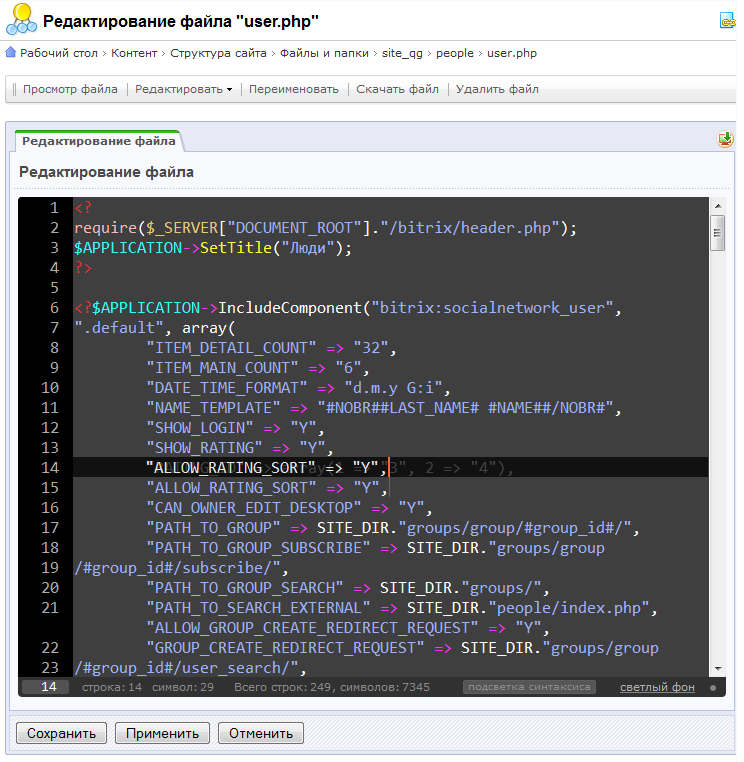 Редактирование файла "user.php"
Рабочий стол › Контент › Структура сайта › Файлы и папки › site_qg › people › user.php
Просмотр файла Редактировать Переименовать Скачать файл Удалить файл
Редактирование файла
Редактирование файла
1 <?
2 require($_SERVER["DOCUMENT_ROOT"]."/bitrix/header.php");
3 $APPLICATION->SetTitle("Люди");
4 ?>
5
6 <?$APPLICATION->IncludeComponent("bitrix:socialnetwork_user",
7 ".default", array(
8 "ITEM_DETAIL_COUNT" => "32",
9 "ITEM_MAIN_COUNT" => "6",
10 "DATE_TIME_FORMAT" => "d.m.y G:i",
11 "NAME_TEMPLATE" => "#NOBR##LAST_NAME# #NAME##/NOBR#",
12 "SHOW_LOGIN" => "Y",
13 "SHOW_RATING" => "Y",
14 "ALLOW_RATING_SORT" => "Y", "3", 2 => "4"),
15 "ALLOW_RATING_SORT" => "Y",
16 "CAN_OWNER_EDIT_DESKTOP" => "Y",
17 "PATH_TO_GROUP" => SITE_DIR."groups/group/#group_id#/",
18 "PATH_TO_GROUP_SUBSCRIBE" => SITE_DIR."groups/group
19 /#group_id#/subscribe/",
20 "PATH_TO_GROUP_SEARCH" => SITE_DIR."groups/",
21 "PATH_TO_SEARCH_EXTERNAL" => SITE_DIR."people/index.php",
"ALLOW_GROUP_CREATE_REDIRECT_REQUEST" => "Y",
22 "GROUP_CREATE_REDIRECT_REQUEST" => SITE_DIR."groups/group
23 /#group_id#/user_search/",
14 строка: 14 символ: 29 Всего строк: 249, символов: 7345 подсветка синтаксиса светлый фон
Сохранить Применить Отменить